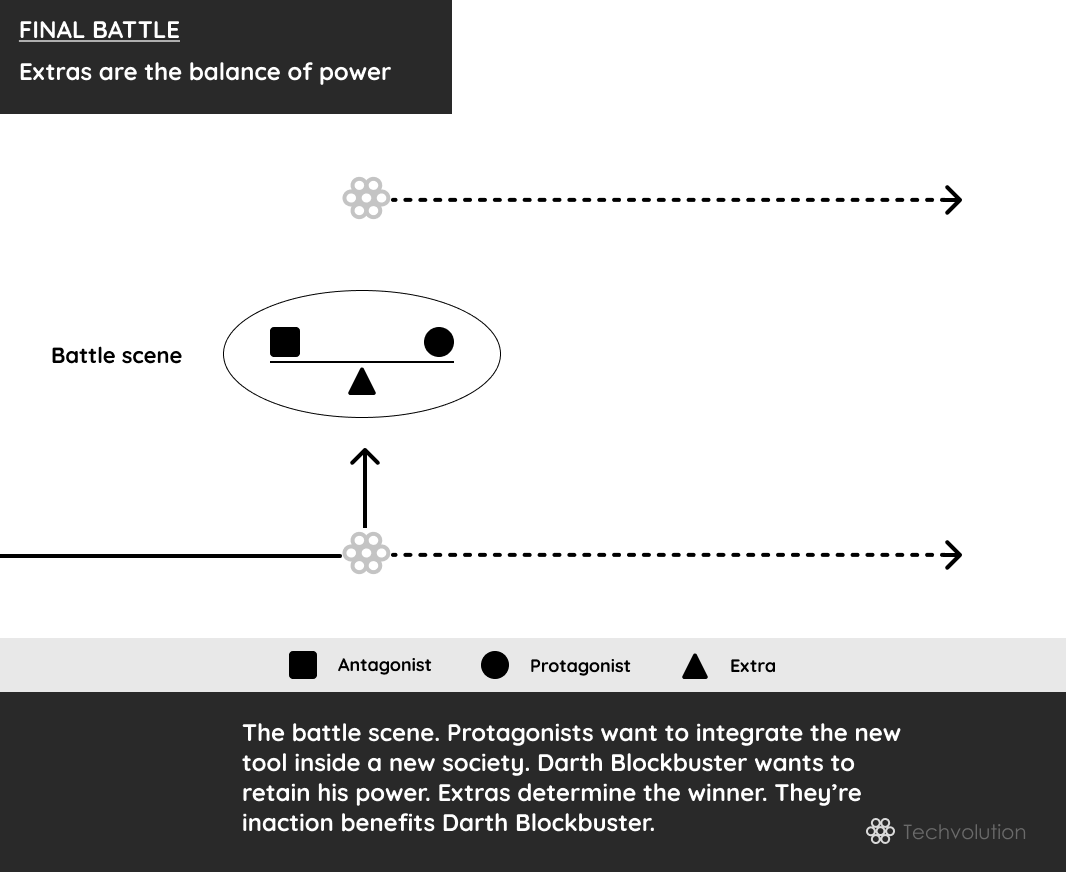 FINAL BATTLE
Extras are the balance of power
Battle scene
Antagonist
Protagonist
Extra
The battle scene. Protagonists want to integrate the new
tool inside a new society. Darth Blockbuster wants to
retain his power. Extras determine the winner. They’re
inaction benefits Darth Blockbuster.
Techvolution